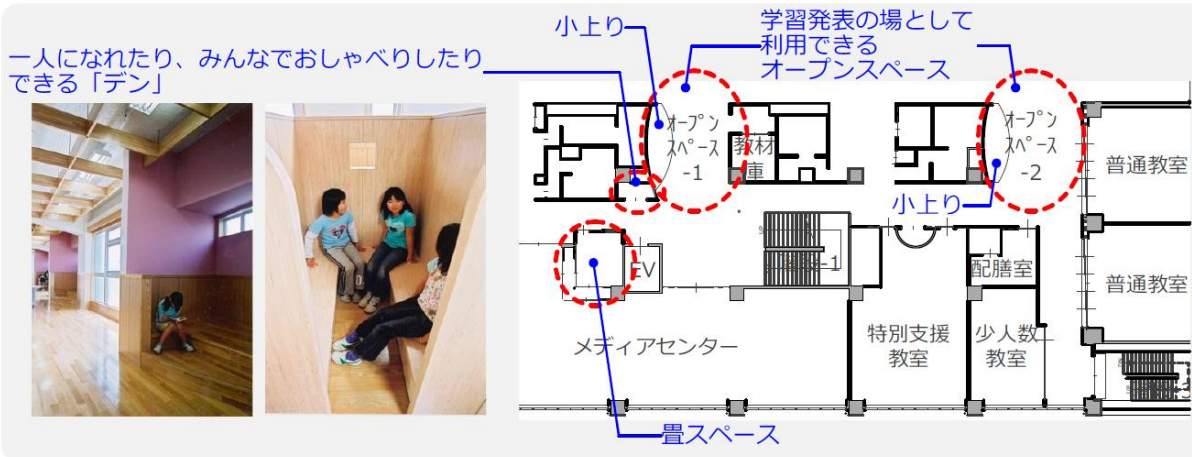 一人になれたり、みんなでおしゃべりしたり
できる「デン」
小上り
学習発表の場として
利用できる
オープンスペース
オープン
スペース
-1
教材
庫
オープン
スペース
-2
小上り
普通教室
EV
-1
配膳室
普通教室
メディアセンター
特別支援
教室
少人数
教室
畳スペース